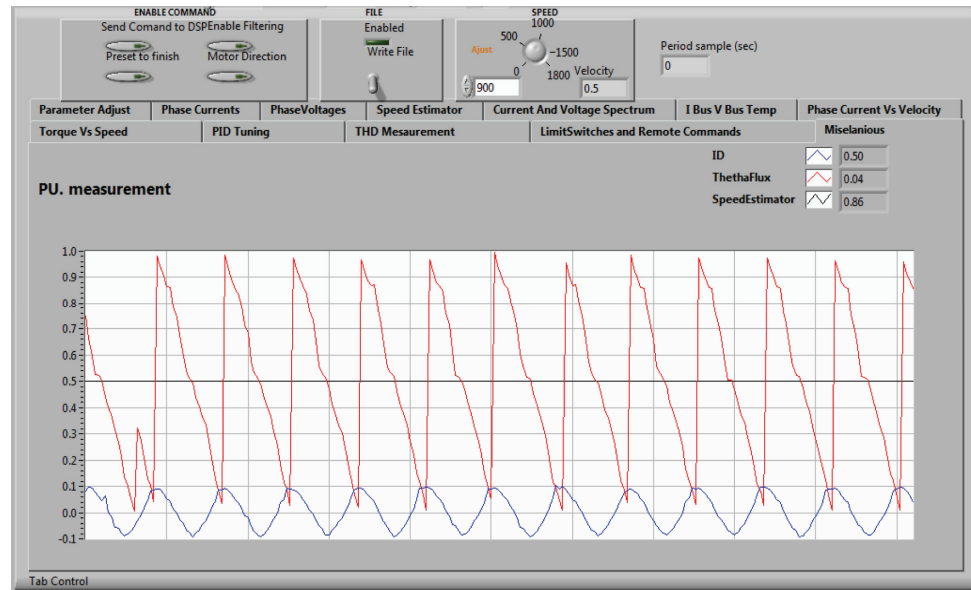 ENABLE COMMAND
FILE
SPEED
Send Comand to DSP
Enable Filtering
Preset to finish
Motor Direction
Enabled
Write File
Ajust
1000
500
1500
0
1800
Velocity
900
0.5
Period sample (sec)
0
Parameter Adjust
Phase Currents
PhaseVoltages
Speed Estimator
Current And Voltage Spectrum
I Bus V Bus Temp
Phase Current Vs Velocity
Torque Vs Speed
PID Tuning
THD Mesaurement
LimitSwitches and Remote Commands
Miselanious
ID
0.50
ThethaFlux
0.04
SpeedEstimator
0.86
PU. measurement
1.0
0.9
0.8
0.7
0.6
0.5
0.4
0.3
0.2
0.1
0.0
-0.1
Tab Control